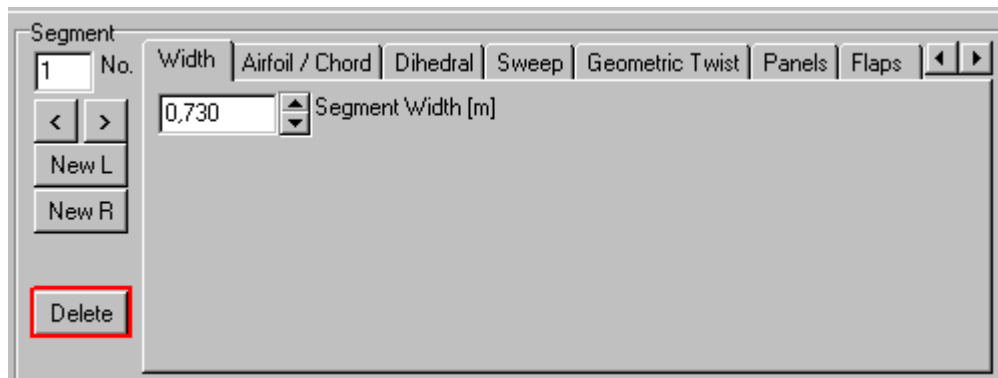 Segment
1 No.
Width Airfoil / Chord Dihedral Sweep Geometric Twist Panels Flaps
0,730 Segment Width [m]
< >
New L
New R
Delete